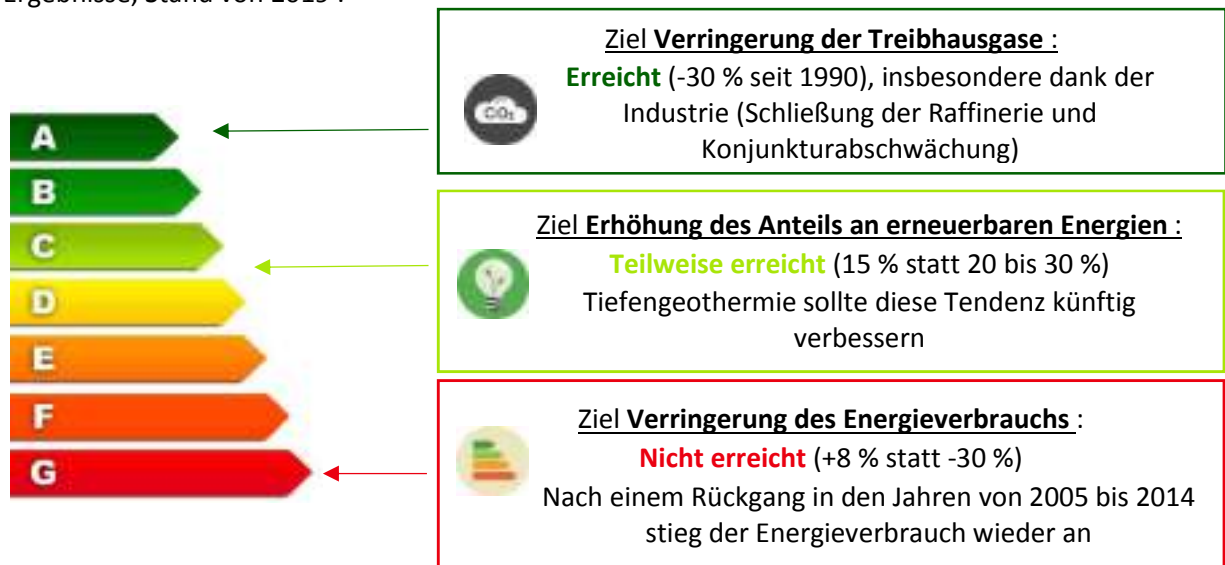 Ergebnisse, Stand von 2019 :
Ziel Verringerung der Treibhausgase :
Erreicht (-30 % seit 1990), insbesondere dank der
Industrie (Schließung der Raffinerie und
Konjunkturabschwächung)
CO₂
A
B
C
D
E
F
G
Ziel Erhöhung des Anteils an erneuerbaren Energien :
Teilweise erreicht (15 % statt 20 bis 30 %)
Tiefengeothermie sollte diese Tendenz künftig
verbessern
Ziel Verringerung des Energieverbrauchs :
Nicht erreicht (+8 % statt -30 %)
Nach einem Rückgang in den Jahren von 2005 bis 2014
stieg der Energieverbrauch wieder an